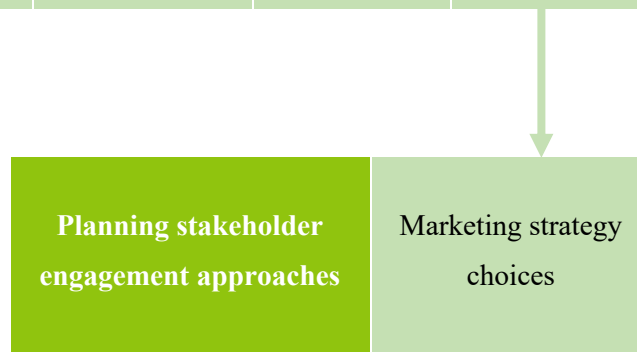 Planning stakeholder
engagement approaches
Marketing strategy
choices